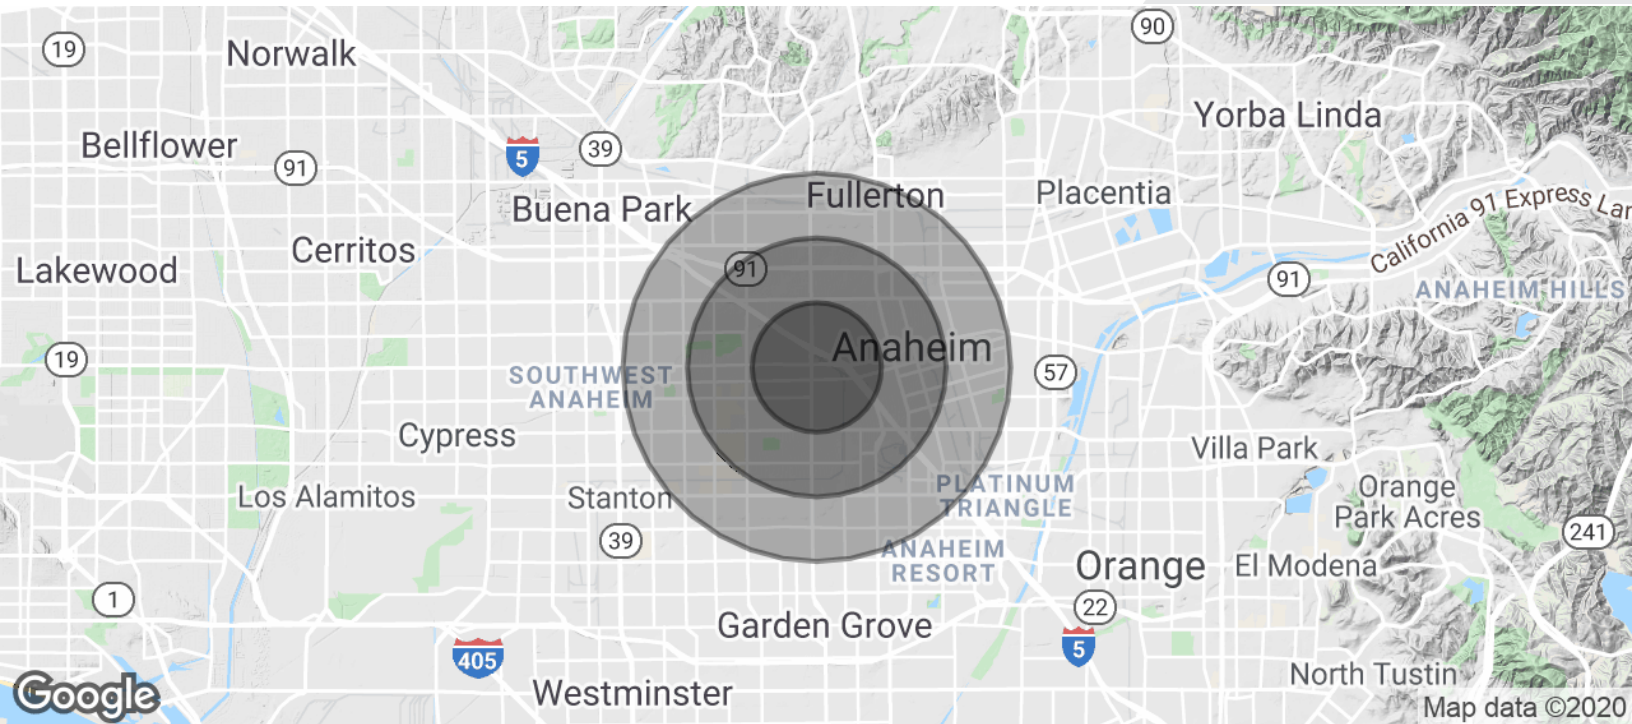 90
19
Norwalk
Yorba Linda
Bellflower
39
5
91
Placentia
Fullerton
Buena Park
California 91 Express Lan
Cerritos
Lakewood
91
91
ANAHEIM HILLS
Anaheim
19
57
SOUTHWEST
ANAHEIM
Cypress
Villa Park
PLATINUM
TRIANGLE
Orange
Park Acres
Los Alamitos
Stanton
39
241
ANAHEIM
RESORT
Orange
El Modena
1
22
Garden Grove
5
405
North Tustin
Google
Westminster
Map data ©2020